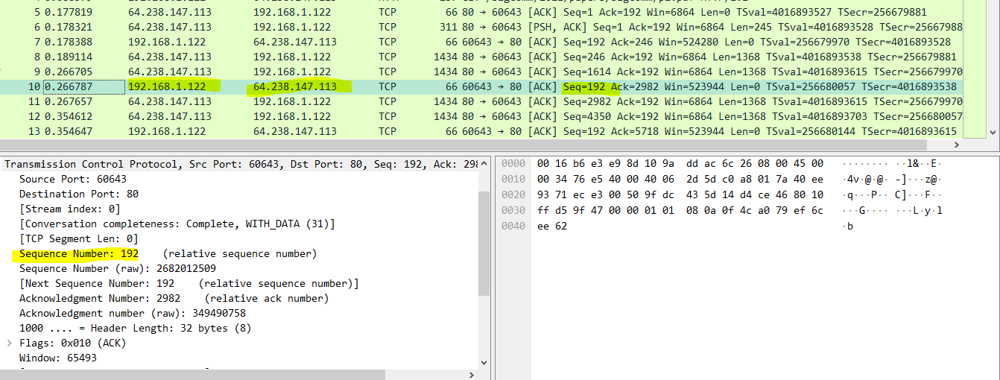 5 0.177819 64.238.147.113 192.168.1.122 TCP 66 80 → 60643 [ACK] Seq=1 Ack=192 Win=6864 Len=0 TSval=4016893527 TSecr=256679881
6 0.178321 64.238.147.113 192.168.1.122 TCP 311 80 → 60643 [PSH, ACK] Seq=1 Ack=192 Win=6864 Len=245 TSval=4016893528 TSecr=25667988
7 0.178388 192.168.1.122 64.238.147.113 TCP 66 60643 → 80 [ACK] Seq=192 Ack=246 Win=524280 Len=0 TSval=256679970 TSecr=4016893528
8 0.189114 64.238.147.113 192.168.1.122 TCP 1434 80 → 60643 [ACK] Seq=246 Ack=192 Win=6864 Len=1368 TSval=4016893538 TSecr=256679881
9 0.266705 64.238.147.113 192.168.1.122 TCP 1434 80 → 60643 [ACK] Seq=1614 Ack=192 Win=6864 Len=1368 TSval=4016893615 TSecr=256679970
10 0.266787 192.168.1.122 64.238.147.113 TCP 66 60643 → 80 [ACK] Seq=192 Ack=2982 Win=523944 Len=0 TSval=256680057 TSecr=4016893538
11 0.267657 64.238.147.113 192.168.1.122 TCP 1434 80 → 60643 [ACK] Seq=2982 Ack=192 Win=6864 Len=1368 TSval=4016893615 TSecr=256679970
12 0.354612 64.238.147.113 192.168.1.122 TCP 1434 80 → 60643 [ACK] Seq=4350 Ack=192 Win=6864 Len=1368 TSval=4016893703 TSecr=256680057
13 0.354647 192.168.1.122 64.238.147.113 TCP 66 60643 → 80 [ACK] Seq=192 Ack=5718 Win=523944 Len=0 TSval=256680144 TSecr=4016893615
Transmission Control Protocol, Src Port: 60643, Dst Port: 80, Seq: 192, Ack: 298
Source Port: 60643
Destination Port: 80
[Stream index: 0]
[Conversation completeness: Complete, WITH_DATA (31)]
[TCP Segment Len: 0]
Sequence Number: 192 (relative sequence number)
Sequence Number (raw): 2682012509
[Next Sequence Number: 192 (relative sequence number)]
Acknowledgment Number: 2982 (relative ack number)
Acknowledgment number (raw): 349490758
1000 .... = Header Length: 32 bytes (8)
Flags: 0x010 (ACK)
Window: 65493
0000 00 16 b6 e3 e9 8d 10 9a dd ac 6c 26 08 00 45 00 ········ ··l&··E·
0010 00 34 76 e5 40 00 40 06 2d 5d c0 a8 01 7a 40 ee ·4v·@·@· -]···z@·
0020 93 71 ec e3 00 50 9f dc 43 5d 14 d4 ce 46 80 10 ·q···P·· C]···F··
0030 ff d5 9f 47 00 00 01 01 08 0a 0f 4c a0 79 ef 6c ···G···· ···L·y·l
0040 ee 62 ·b